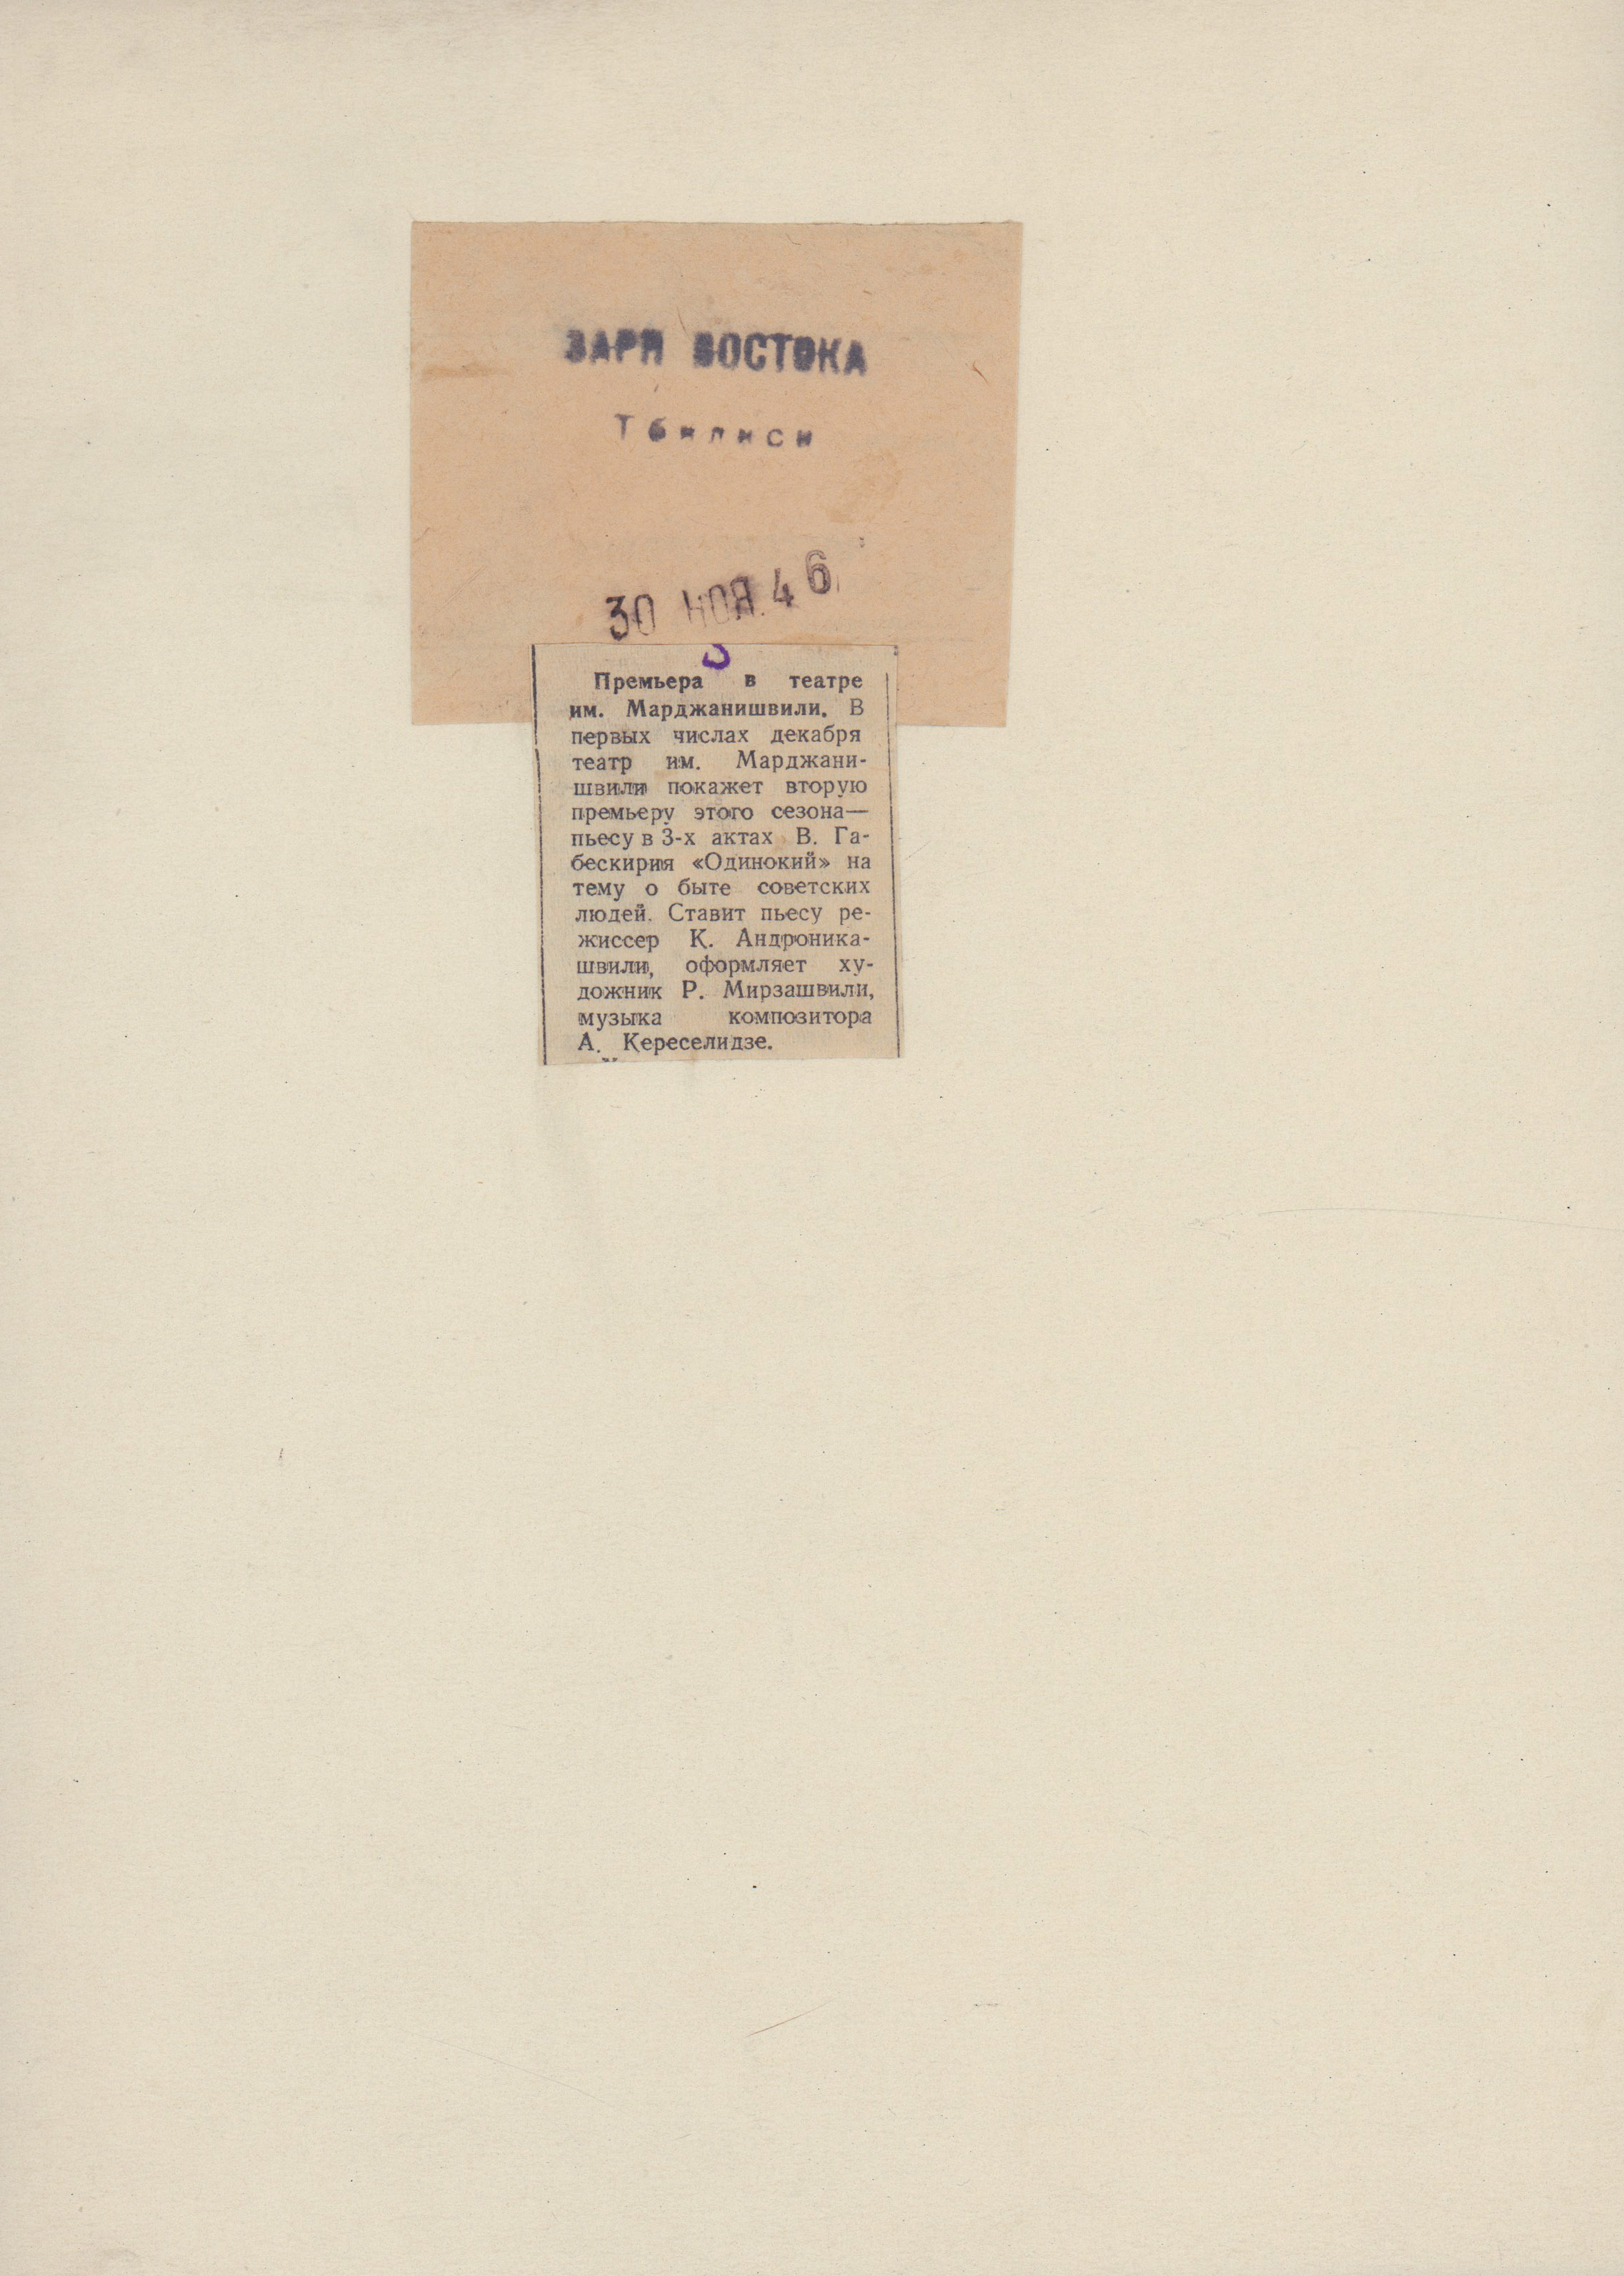 ЗАРЯ ВОСТОКА
Тбилиси
30 НОЯ. 46
Премьера в театре
им. Марджанишвили. В
первых числах декабря
театр им. Марджани-
швили покажет вторую
премьеру этого сезона—
пьесу в 3-х актах В. Га-
бескирия «Одинокий» на
тему о быте советских
людей. Ставит пьесу ре-
жиссер К. Андроника-
швили, оформляет ху-
дожник Р. Мирзашвили,
музыка композитора
А. Кереселидзе.